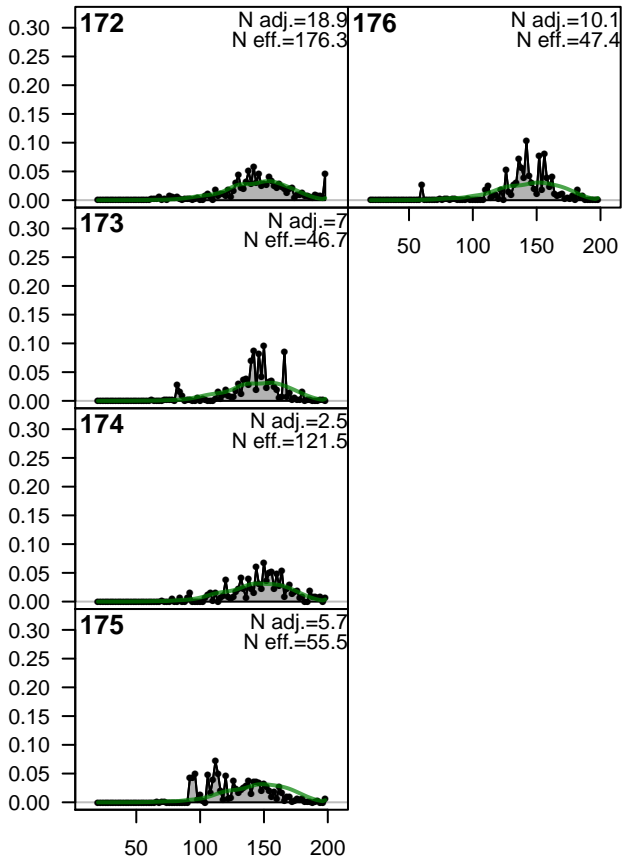 172
N adj.=18.9
N eff.=176.3
0.30
0.25
0.20
0.15
0.10
0.05
0.00
176
N adj.=10.1
N eff.=47.4
50 100 150 200
173
N adj.=7
N eff.=46.7
0.30
0.25
0.20
0.15
0.10
0.05
0.00
174
N adj.=2.5
N eff.=121.5
0.30
0.25
0.20
0.15
0.10
0.05
0.00
175
N adj.=5.7
N eff.=55.5
0.30
0.25
0.20
0.15
0.10
0.05
0.00
50 100 150 200